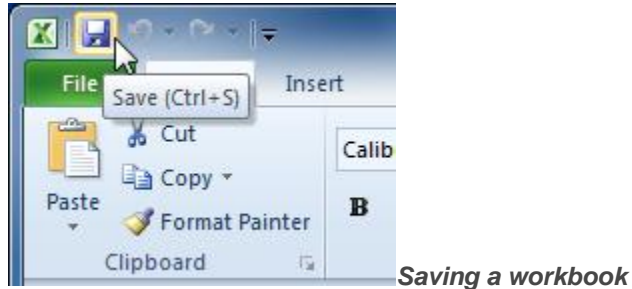 File
Insert
Save (Ctrl+S)
Cut
Calib
Copy
Paste
B
Format Painter
Clipboard
Saving a workbook